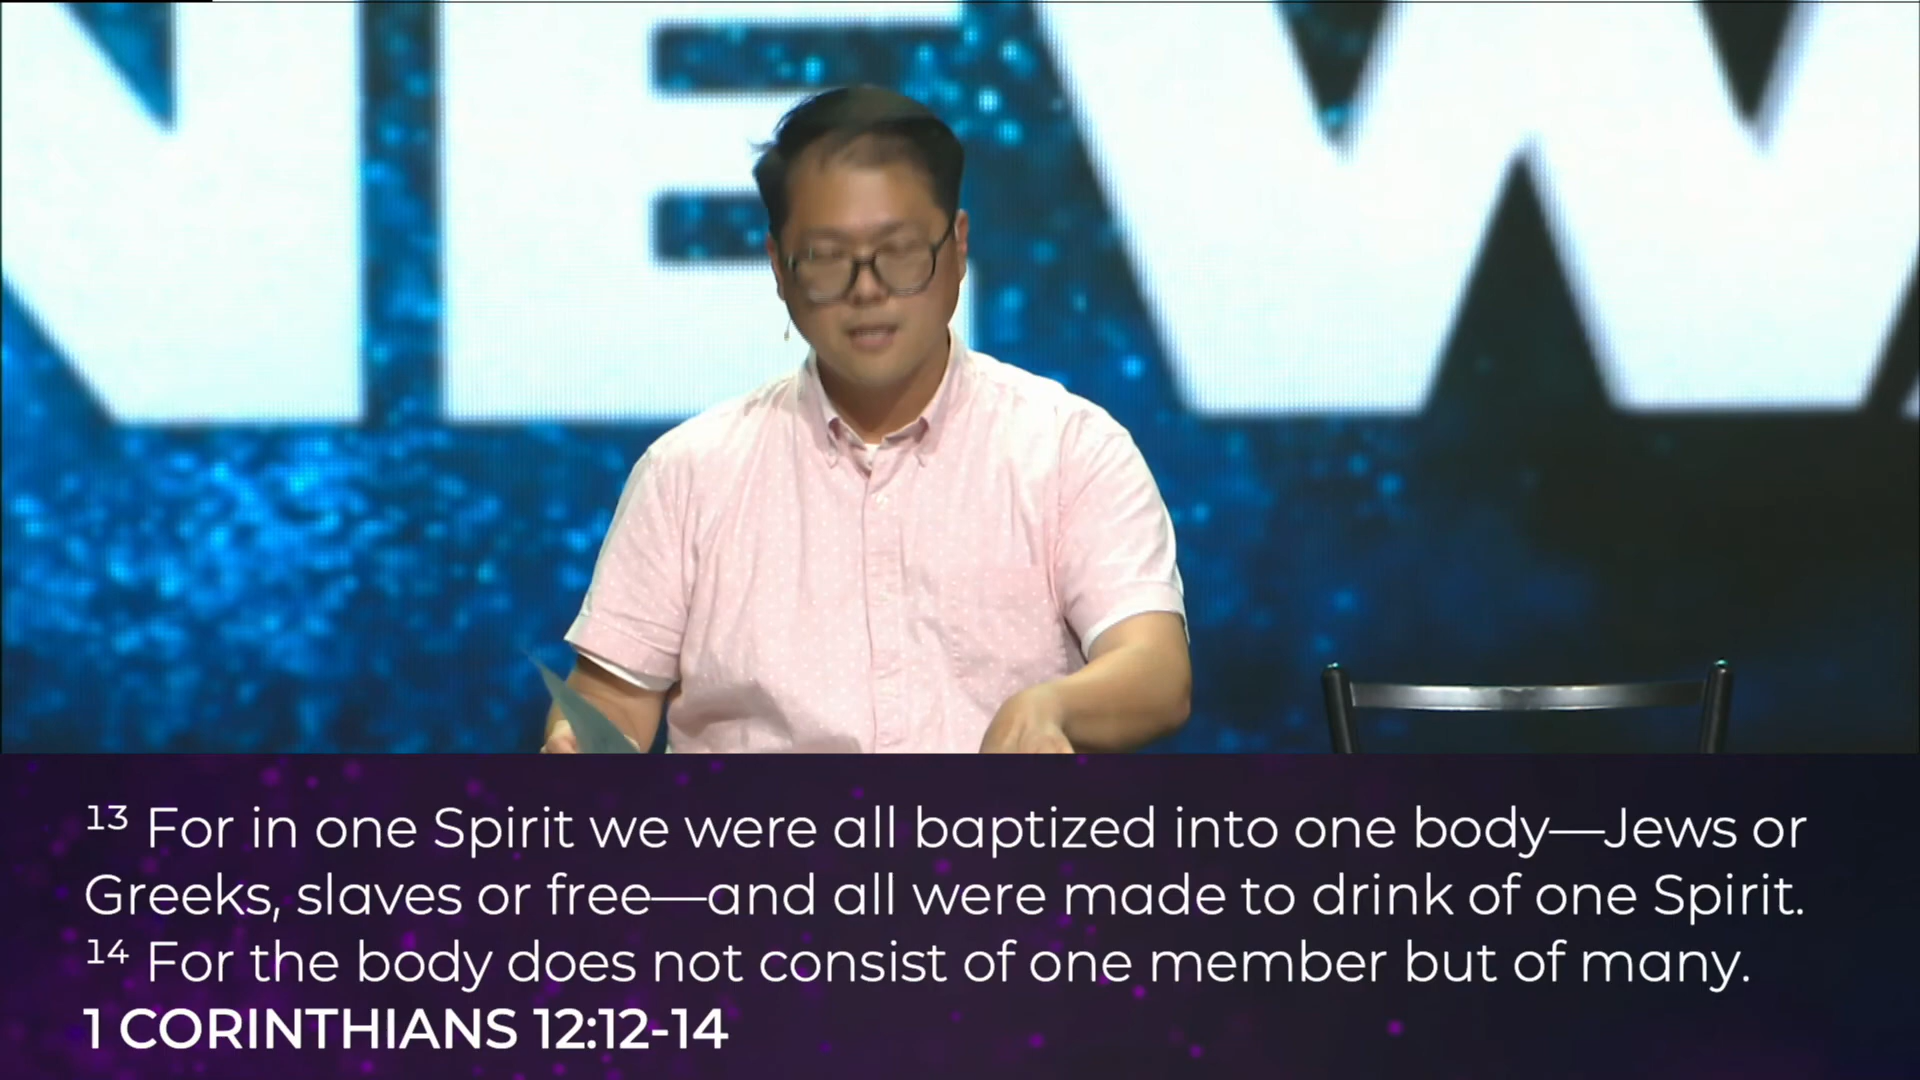 NEW
¹³ For in one Spirit we were all baptized into one body—Jews or
Greeks, slaves or free—and all were made to drink of one Spirit.
¹⁴ For the body does not consist of one member but of many.
1 CORINTHIANS 12:12-14